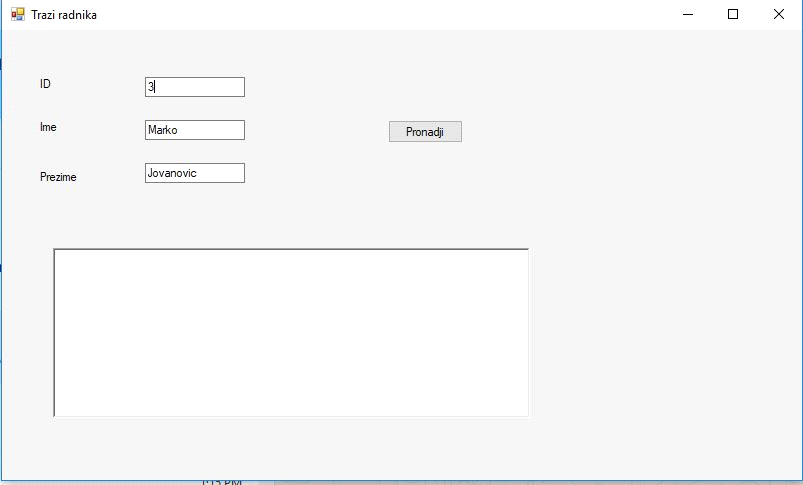 Trazi radnika
ID
3
Ime
Marko
Pronadji
Prezime
Jovanovic